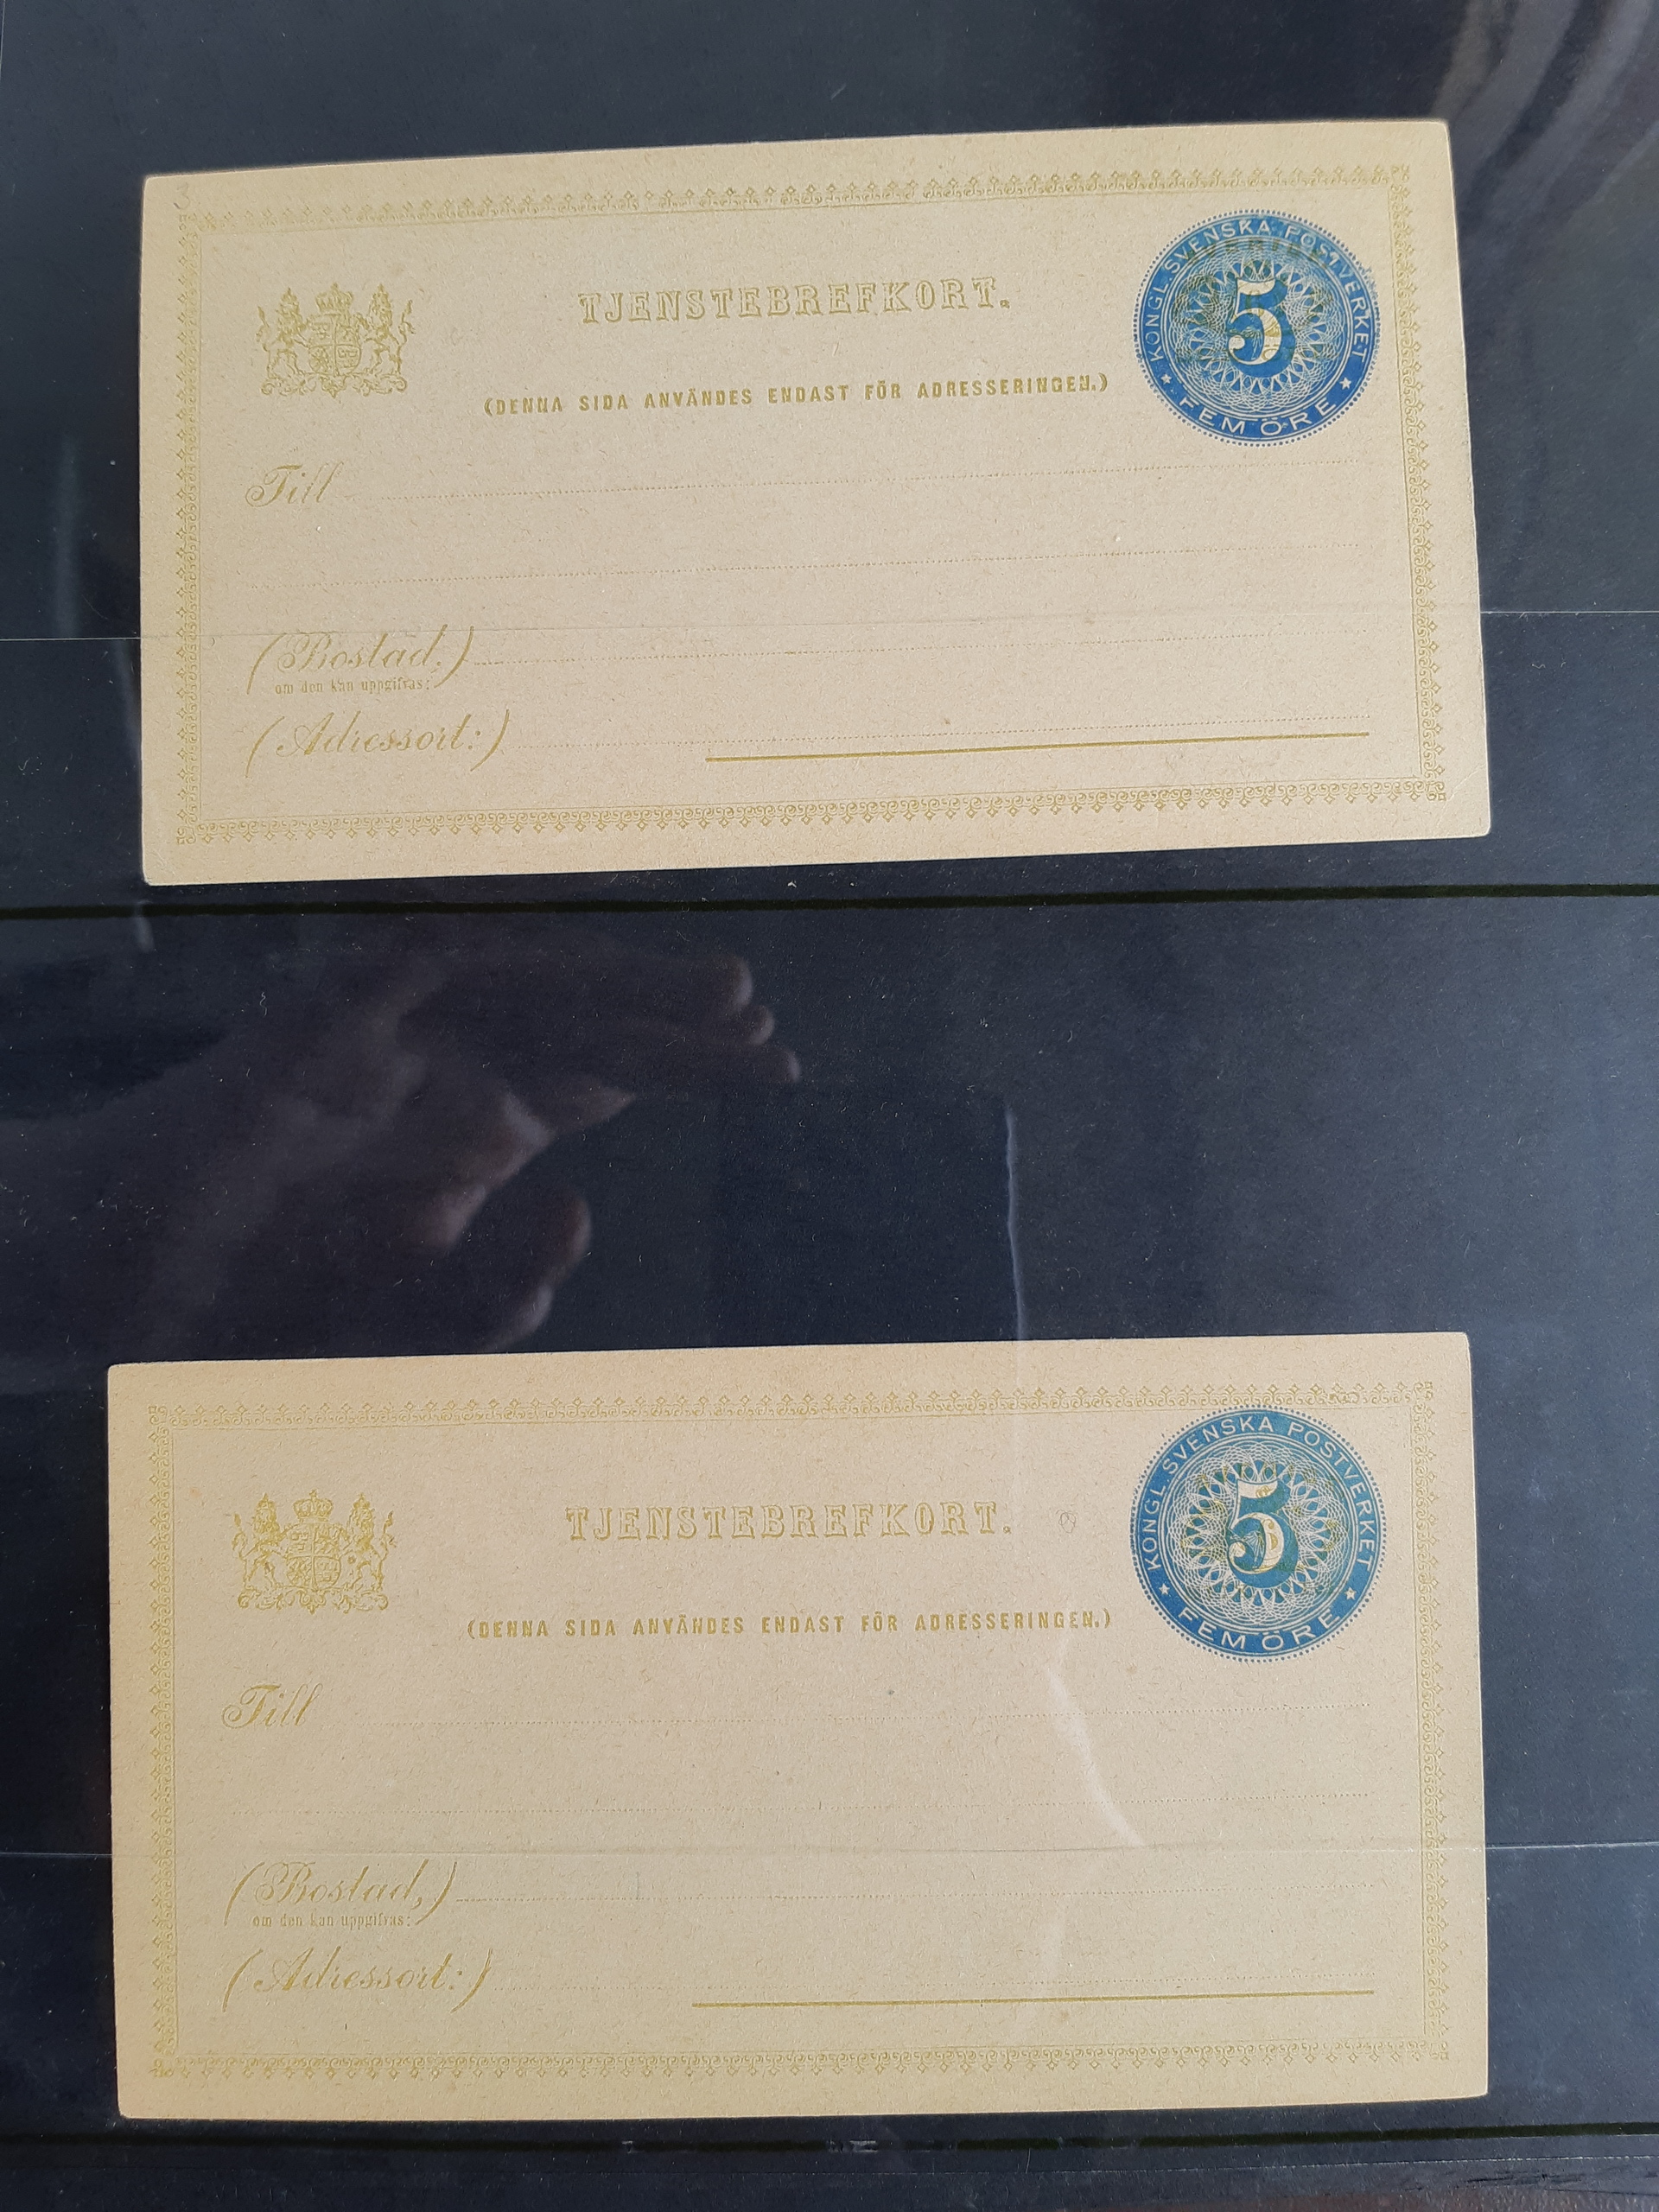 3
TJENSTEBREFKORT.
(DENNA SIDA ANVÄNDES ENDAST FÖR ADRESSERINGEN.)
KONGL. SVENSKA POSTVERKET
5
★ FEM ÖRE ★
Till
(Bostad,)
om den kan uppgifvas:
(Adressort:)
TJENSTEBREFKORT.
(DENNA SIDA ANVÄNDES ENDAST FÖR ADRESSERINGEN.)
KONGL. SVENSKA POSTVERKET
5
★ FEM ÖRE ★
Till
(Bostad,)
om den kan uppgifvas:
(Adressort:)